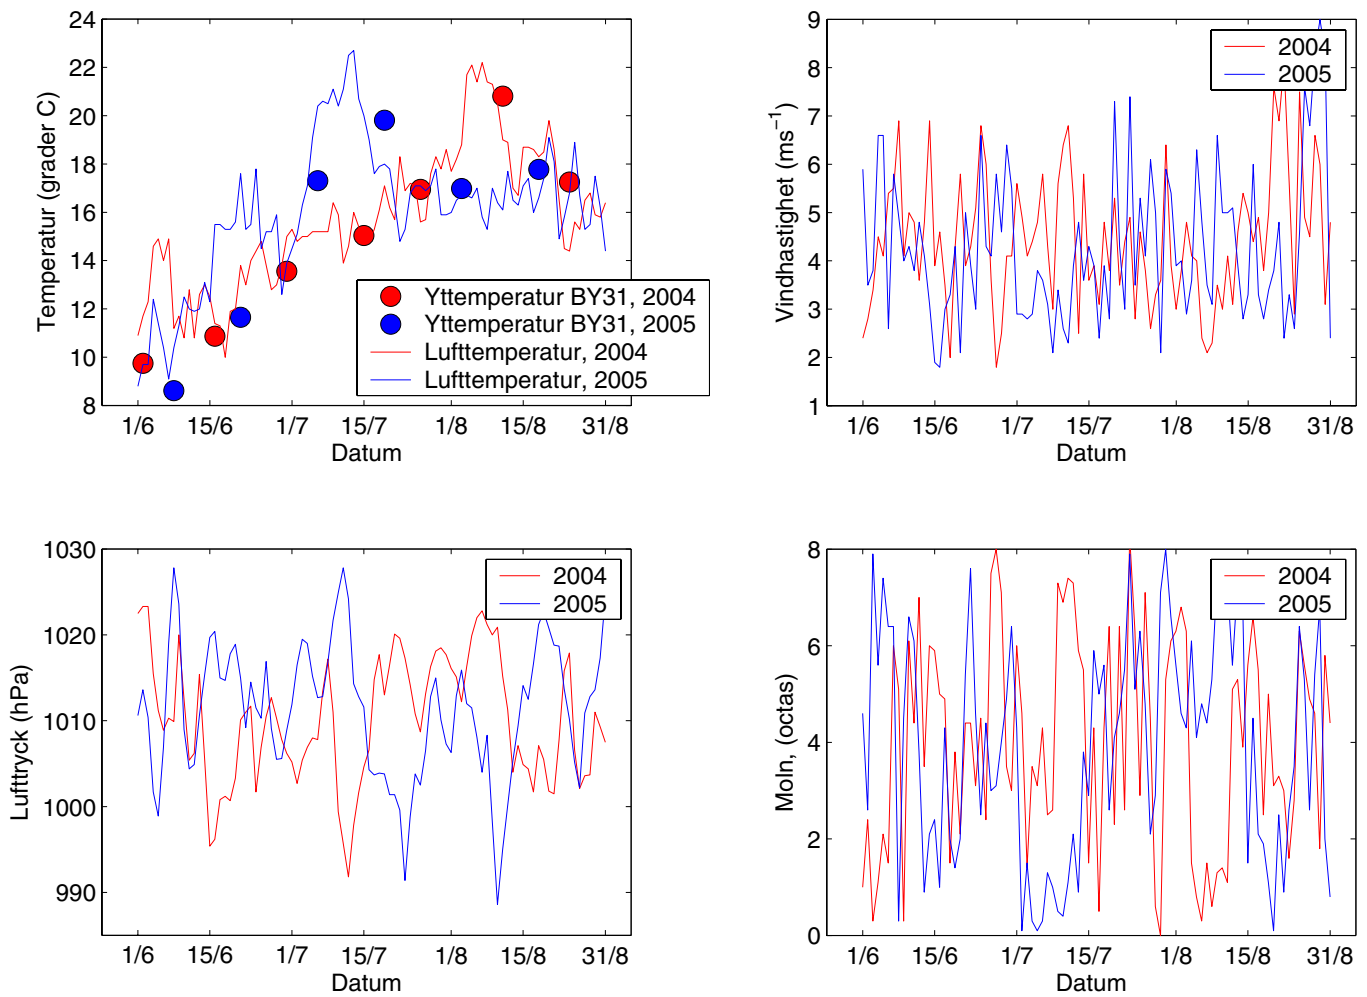 24
22
20
18
16
14
12
10
8
Temperatur (grader C)
Yttemperatur BY31, 2004
Yttemperatur BY31, 2005
Lufttemperatur, 2004
Lufttemperatur, 2005
1/6 15/6 1/7 15/7 1/8 15/8 31/8
Datum
9
8
7
6
5
4
3
2
1
Vindhastighet (ms⁻¹)
2004
2005
1/6 15/6 1/7 15/7 1/8 15/8 31/8
Datum
1030
1020
1010
1000
990
Lufttryck (hPa)
2004
2005
1/6 15/6 1/7 15/7 1/8 15/8 31/8
Datum
8
6
4
2
0
Moln, (octas)
2004
2005
1/6 15/6 1/7 15/7 1/8 15/8 31/8
Datum